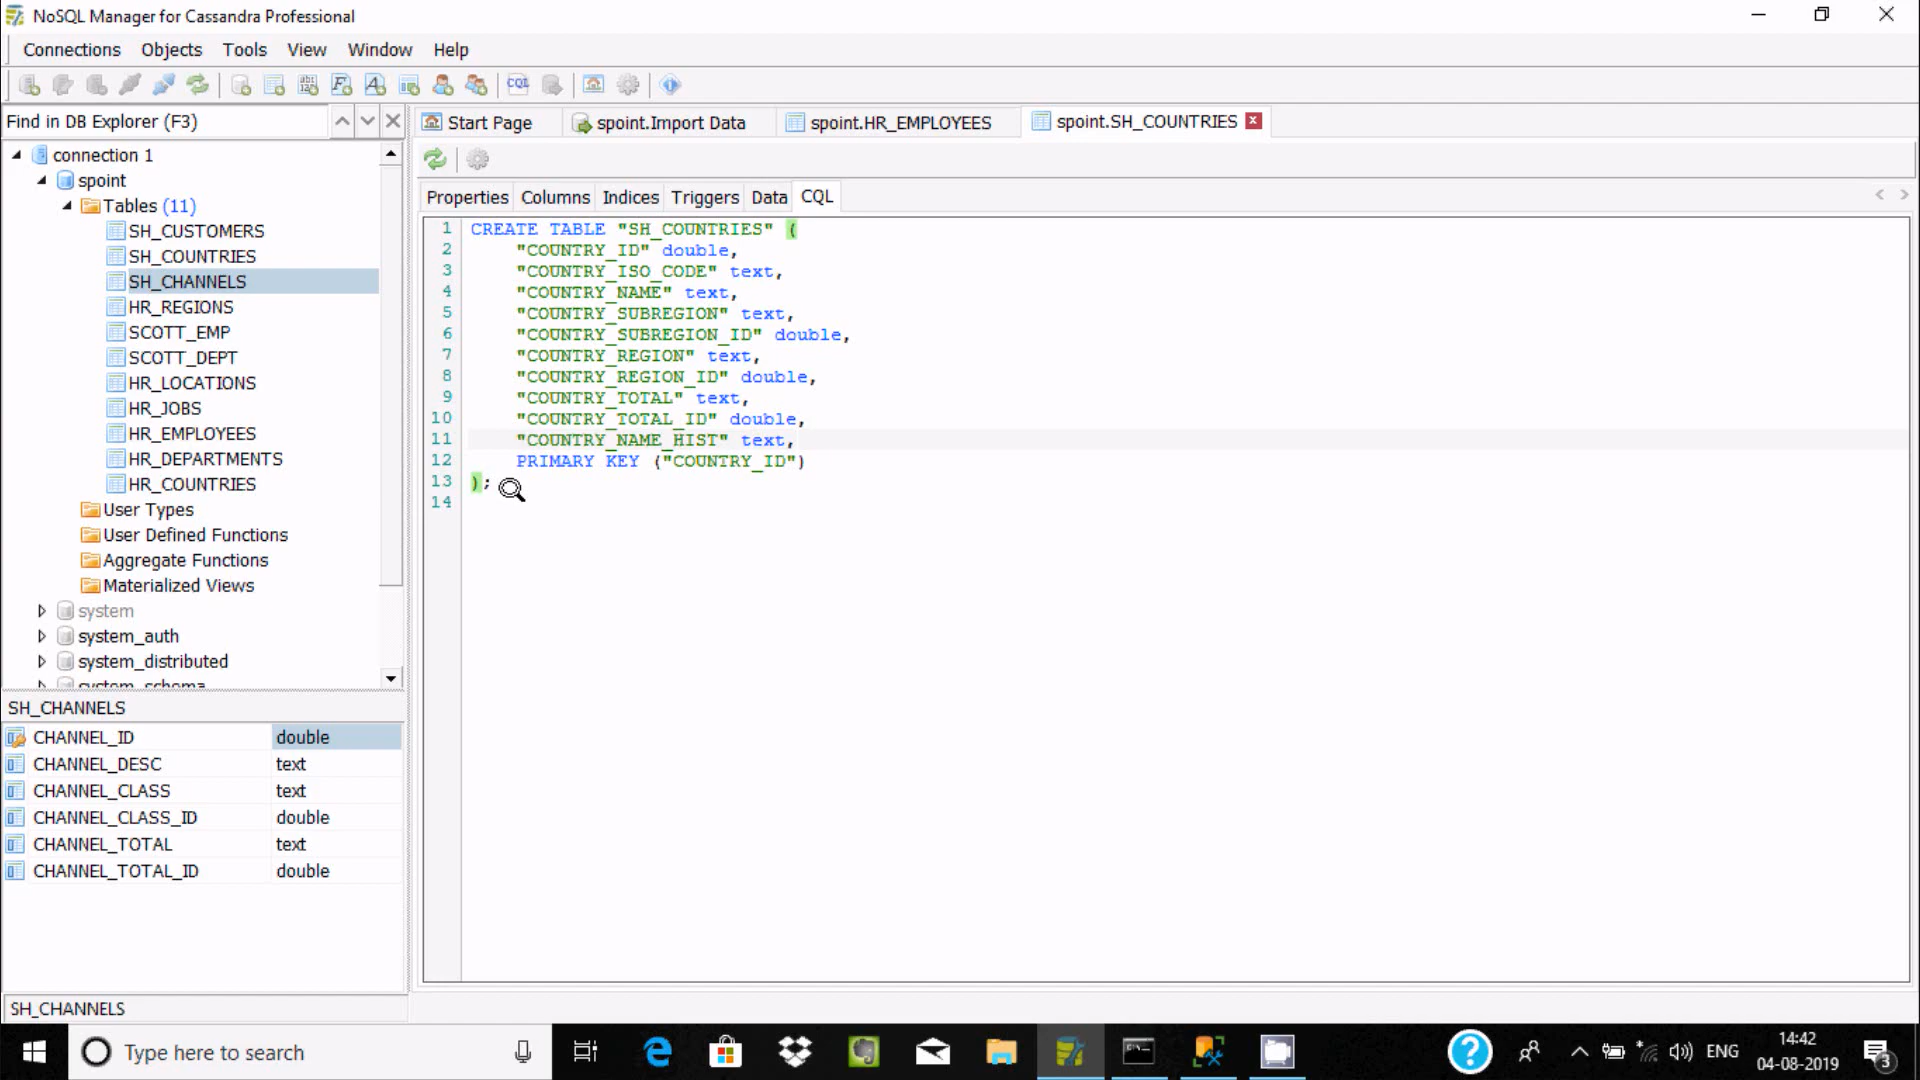 NoSQL Manager for Cassandra Professional
Connections Objects Tools View Window Help
CQL
Find in DB Explorer (F3)
Start Page
spoint.Import Data
spoint.HR_EMPLOYEES
spoint.SH_COUNTRIES
connection 1
spoint
Tables (11)
SH_CUSTOMERS
SH_COUNTRIES
SH_CHANNELS
HR_REGIONS
SCOTT_EMP
SCOTT_DEPT
HR_LOCATIONS
HR_JOBS
HR_EMPLOYEES
HR_DEPARTMENTS
HR_COUNTRIES
User Types
User Defined Functions
Aggregate Functions
Materialized Views
system
system_auth
system_distributed
system_schema
Properties Columns Indices Triggers Data CQL
1 CREATE TABLE "SH_COUNTRIES" (
2 "COUNTRY_ID" double,
3 "COUNTRY_ISO_CODE" text,
4 "COUNTRY_NAME" text,
5 "COUNTRY_SUBREGION" text,
6 "COUNTRY_SUBREGION_ID" double,
7 "COUNTRY_REGION" text,
8 "COUNTRY_REGION_ID" double,
9 "COUNTRY_TOTAL" text,
10 "COUNTRY_TOTAL_ID" double,
11 "COUNTRY_NAME_HIST" text,
12 PRIMARY KEY ("COUNTRY_ID")
13 );
14
SH_CHANNELS
CHANNEL_ID double
CHANNEL_DESC text
CHANNEL_CLASS text
CHANNEL_CLASS_ID double
CHANNEL_TOTAL text
CHANNEL_TOTAL_ID double
SH_CHANNELS
Type here to search
ENG
14:42
04-08-2019
3